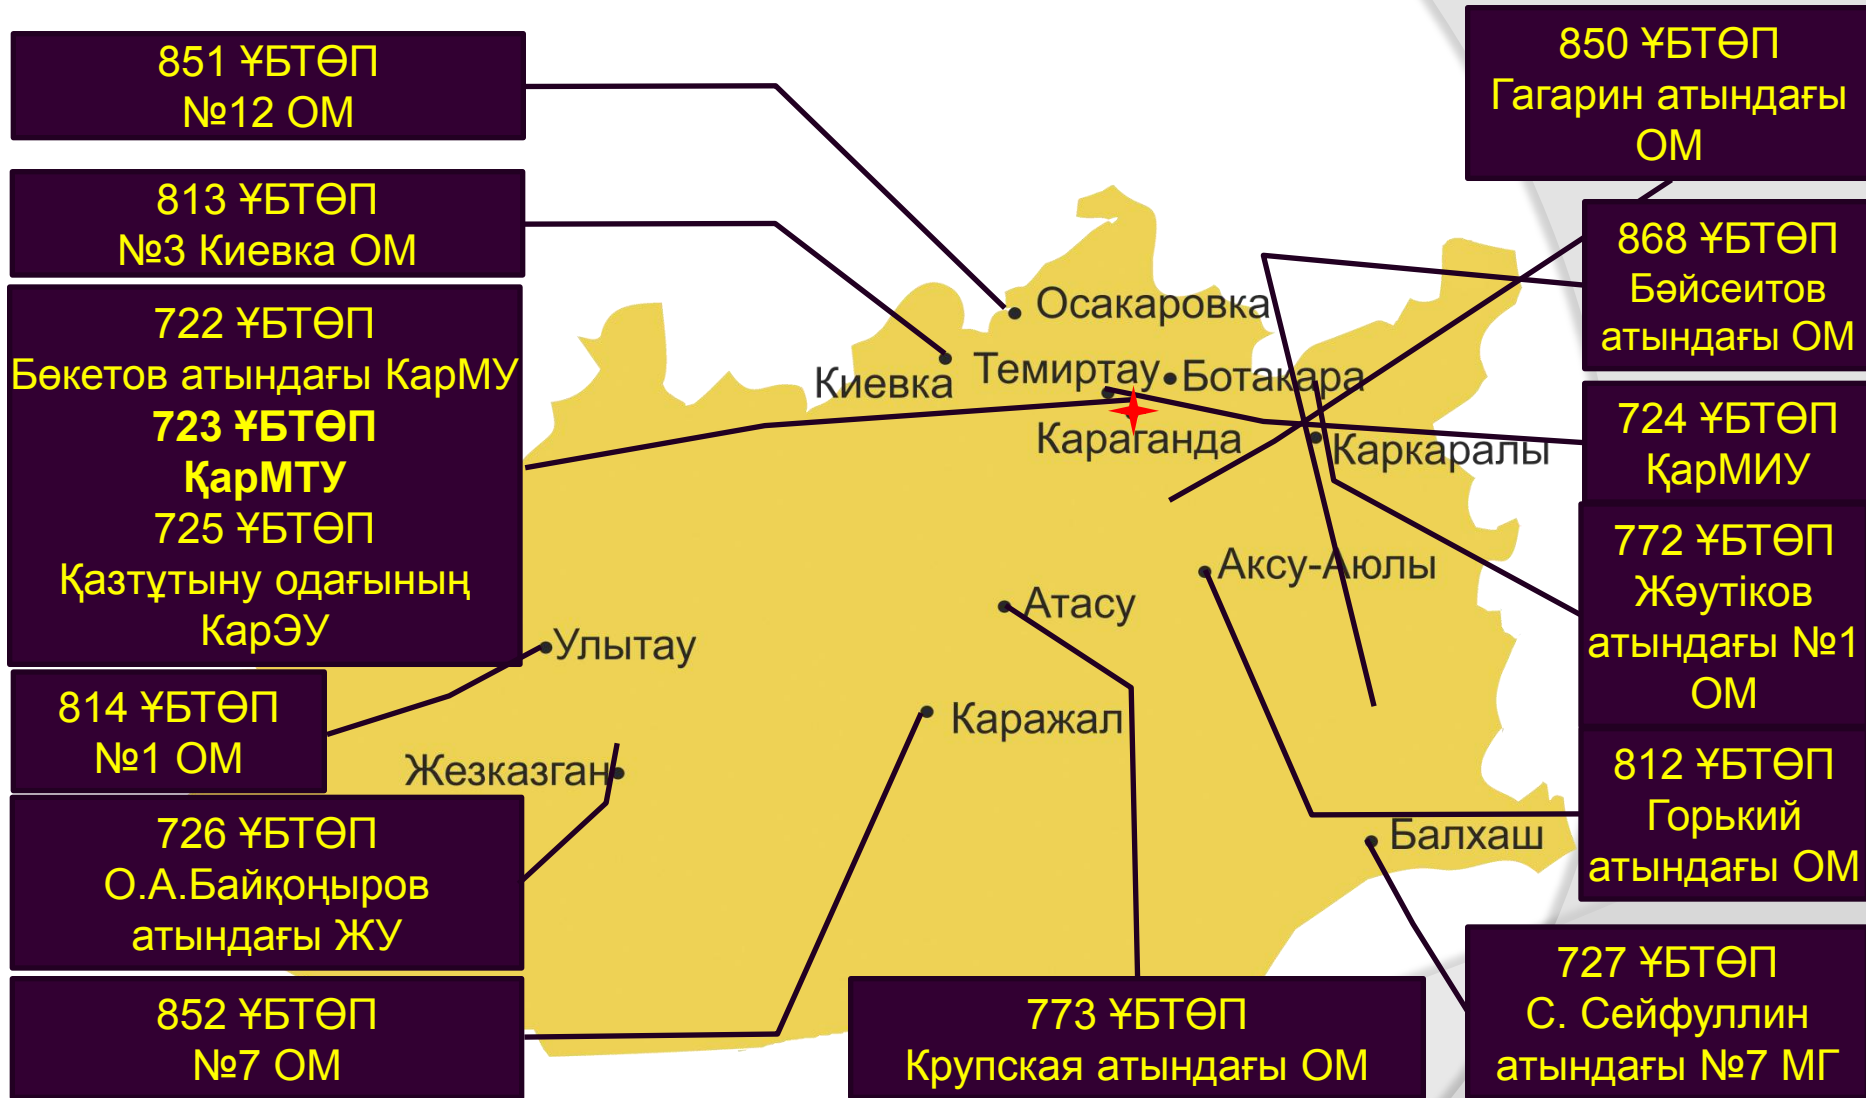 851 ҰБТӨП
№12 ОМ
813 ҰБТӨП
№3 Киевка ОМ
722 ҰБТӨП
Бөкетов атындағы КарМУ
723 ҰБТӨП
ҚарМТУ
725 ҰБТӨП
Қазтұтыну одағының
КарЭУ
814 ҰБТӨП
№1 ОМ
726 ҰБТӨП
О.А.Байқоңыров
атындағы ЖУ
852 ҰБТӨП
№7 ОМ
Осакаровка
Киевка
Темиртау
Ботакара
Караганда
Каркаралы
Аксу-Аюлы
Атасу
Улытау
Каражал
Жезказган
Балхаш
773 ҰБТӨП
Крупская атындағы ОМ
850 ҰБТӨП
Гагарин атындағы
ОМ
868 ҰБТӨП
Бәйсеитов
атындағы ОМ
724 ҰБТӨП
ҚарМИУ
772 ҰБТӨП
Жәутіков
атындағы №1
ОМ
812 ҰБТӨП
Горький
атындағы ОМ
727 ҰБТӨП
С. Сейфуллин
атындағы №7 МГ